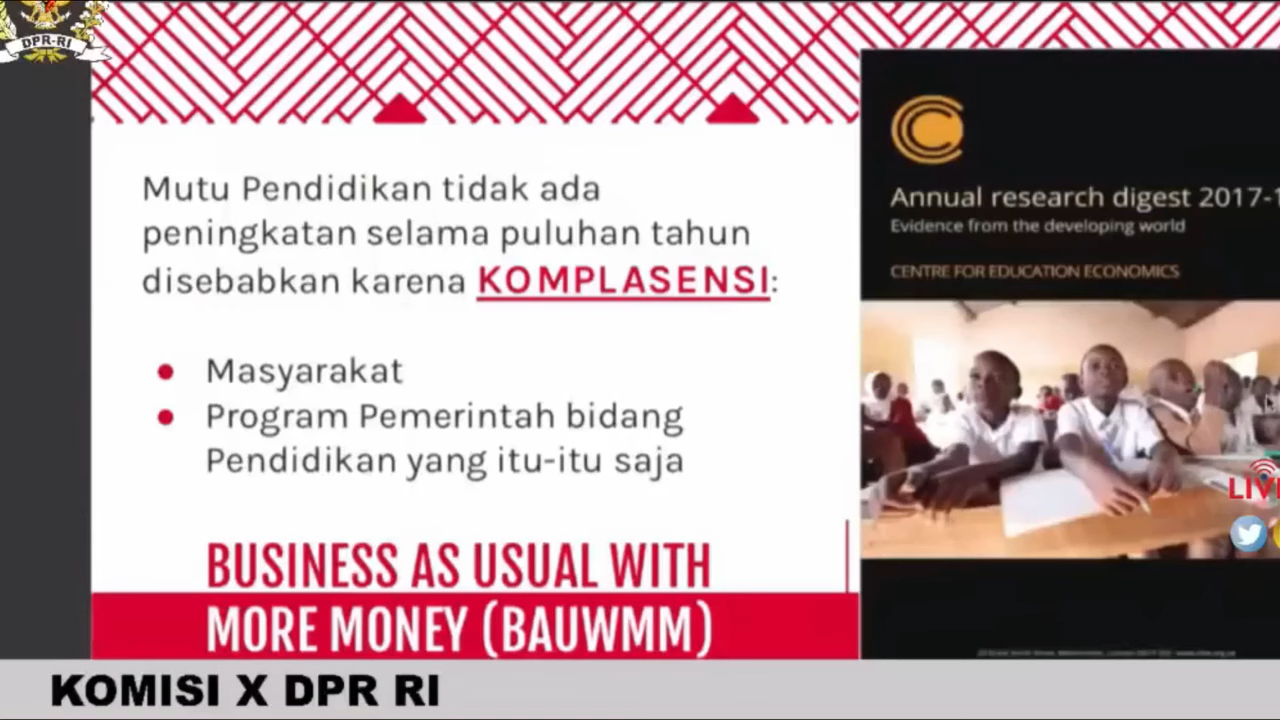 DPR-RI
Mutu Pendidikan tidak ada
peningkatan selama puluhan tahun
disebabkan karena KOMPLASENSI:
Masyarakat
Program Pemerintah bidang
Pendidikan yang itu-itu saja
BUSINESS AS USUAL WITH
MORE MONEY (BAUWMM)
Annual research digest 2017-1
Evidence from the developing world
CENTRE FOR EDUCATION ECONOMICS
LIV
KOMISI X DPR RI